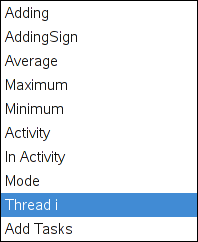 Adding
AddingSign
Average
Maximum
Minimum
Activity
In Activity
Mode
Thread i
Add Tasks